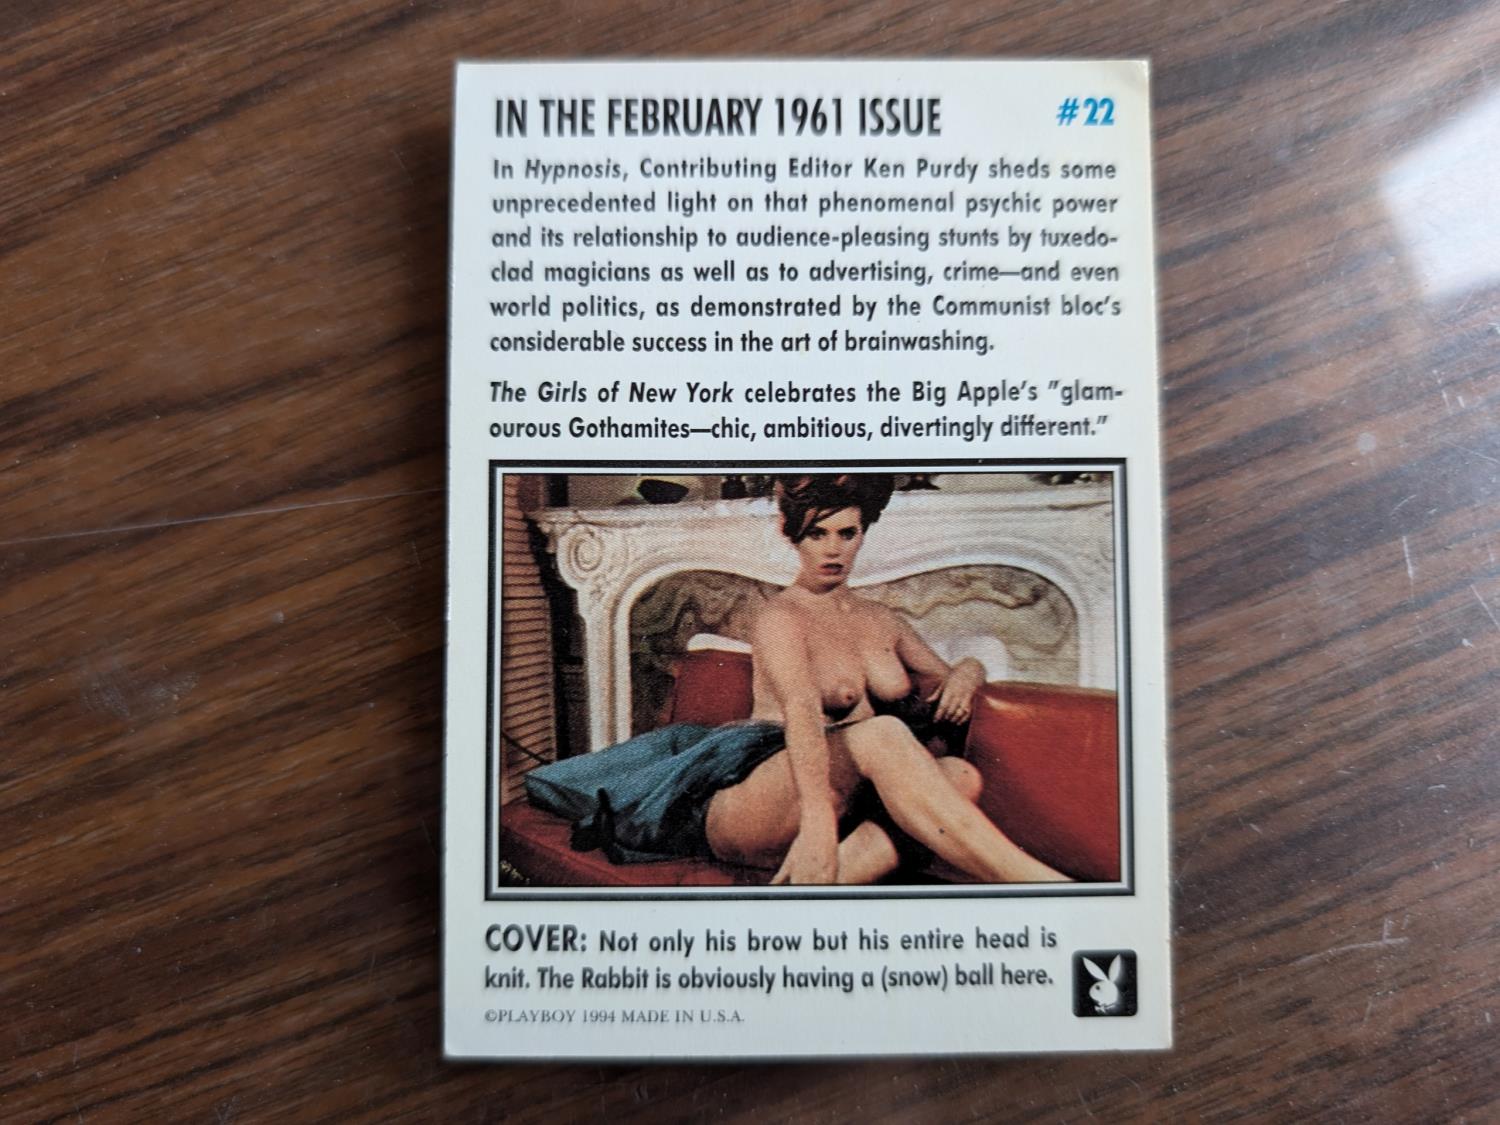 IN THE FEBRUARY 1961 ISSUE #22
In Hypnosis, Contributing Editor Ken Purdy sheds some
unprecedented light on that phenomenal psychic power
and its relationship to audience-pleasing stunts by tuxedo-
clad magicians as well as to advertising, crime—and even
world politics, as demonstrated by the Communist bloc's
considerable success in the art of brainwashing.
The Girls of New York celebrates the Big Apple's "glam-
ourous Gothamites—chic, ambitious, divertingly different."
COVER: Not only his brow but his entire head is
knit. The Rabbit is obviously having a (snow) ball here.
©PLAYBOY 1994 MADE IN U.S.A.